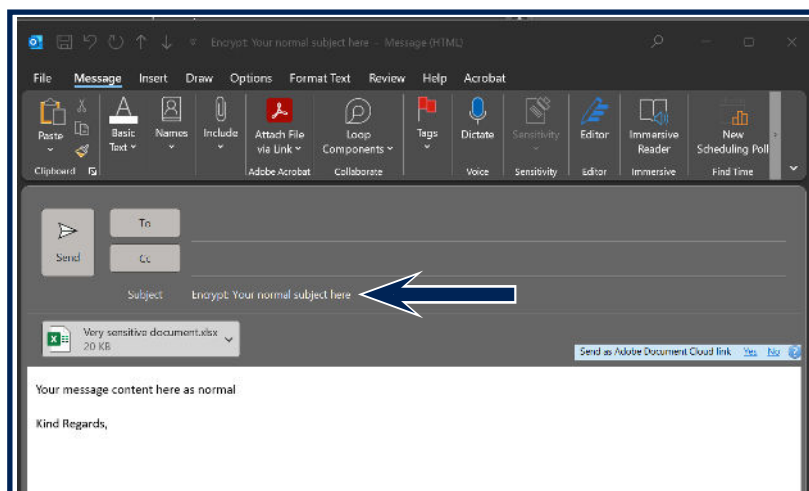 Encrypt: Your normal subject here - Message (HTML)
File Message Insert Draw Options Format Text Review Help Acrobat
Paste
Basic Text
Names
Include
Attach File via Link
Loop Components
Tags
Dictate
Sensitivity
Editor
Immersive Reader
New Scheduling Poll
Clipboard Adobe Acrobat Collaborate Voice Sensitivity Editor Immersive Find Time
Send
To
Cc
Subject Encrypt: Your normal subject here
Very sensitive document.xlsx
20 KB
Send as Adobe Document Cloud link Yes No
Your message content here as normal
Kind Regards,